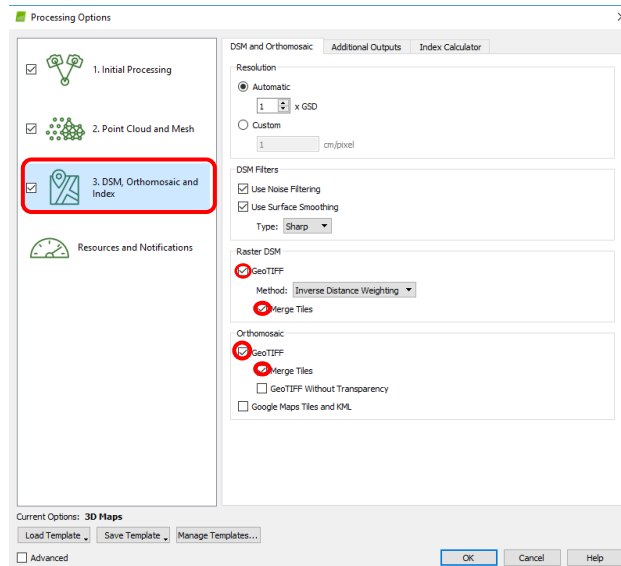 Processing Options
DSM and Orthomosaic
Additional Outputs
Index Calculator
1. Initial Processing
2. Point Cloud and Mesh
3. DSM, Orthomosaic and
Index
Resources and Notifications
Resolution
Automatic
1 x GSD
Custom
1 cm/pixel
DSM Filters
Use Noise Filtering
Use Surface Smoothing
Type: Sharp
Raster DSM
GeoTIFF
Method: Inverse Distance Weighting
Merge Tiles
Orthomosaic
GeoTIFF
Merge Tiles
GeoTIFF Without Transparency
Google Maps Tiles and KML
Current Options: 3D Maps
Load Template Save Template Manage Templates...
Advanced
OK Cancel Help